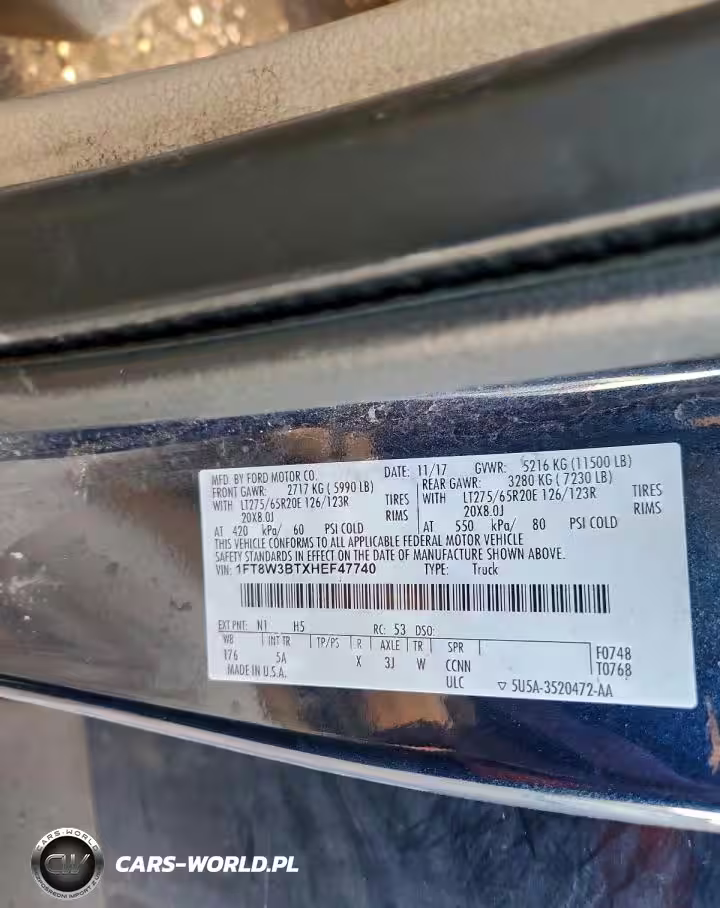 MFD. BY FORD MOTOR CO. DATE: 11/17 GVWR: 5216 KG (11500 LB)
FRONT GAWR: 2717 KG ( 5990 LB) REAR GAWR: 3280 KG ( 7230 LB)
WITH LT275/65R20E 126/123R TIRES WITH LT275/65R20E 126/123R TIRES
20X8.0J RIMS 20X8.0J RIMS
AT 420 kPa/ 60 PSI COLD AT 550 kPa/ 80 PSI COLD
THIS VEHICLE CONFORMS TO ALL APPLICABLE FEDERAL MOTOR VEHICLE
SAFETY STANDARDS IN EFFECT ON THE DATE OF MANUFACTURE SHOWN ABOVE.
VIN: 1FT8W3BTXHEF47740 TYPE: Truck
EXT PNT: N1 H5 RC: 53 DSO:
WB INT TR TP/PS R AXLE TR SPR F0748
176 5A X 3J W CCNN T0768
MADE IN U.S.A. ULC ▽ 5U5A-3520472-AA
CARS-WORLD
CW
CARS-WORLD.PL